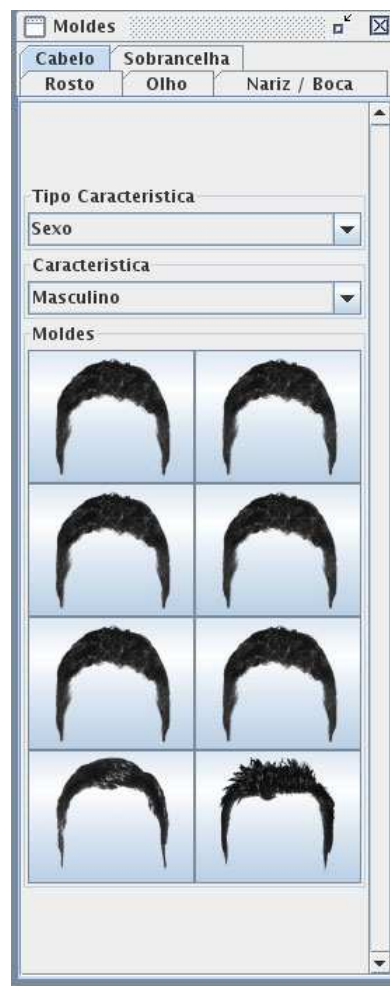 Moldes
Cabelo Sobrancelha
Rosto Olho Nariz / Boca
Tipo Caracteristica
Sexo
Caracteristica
Masculino
Moldes